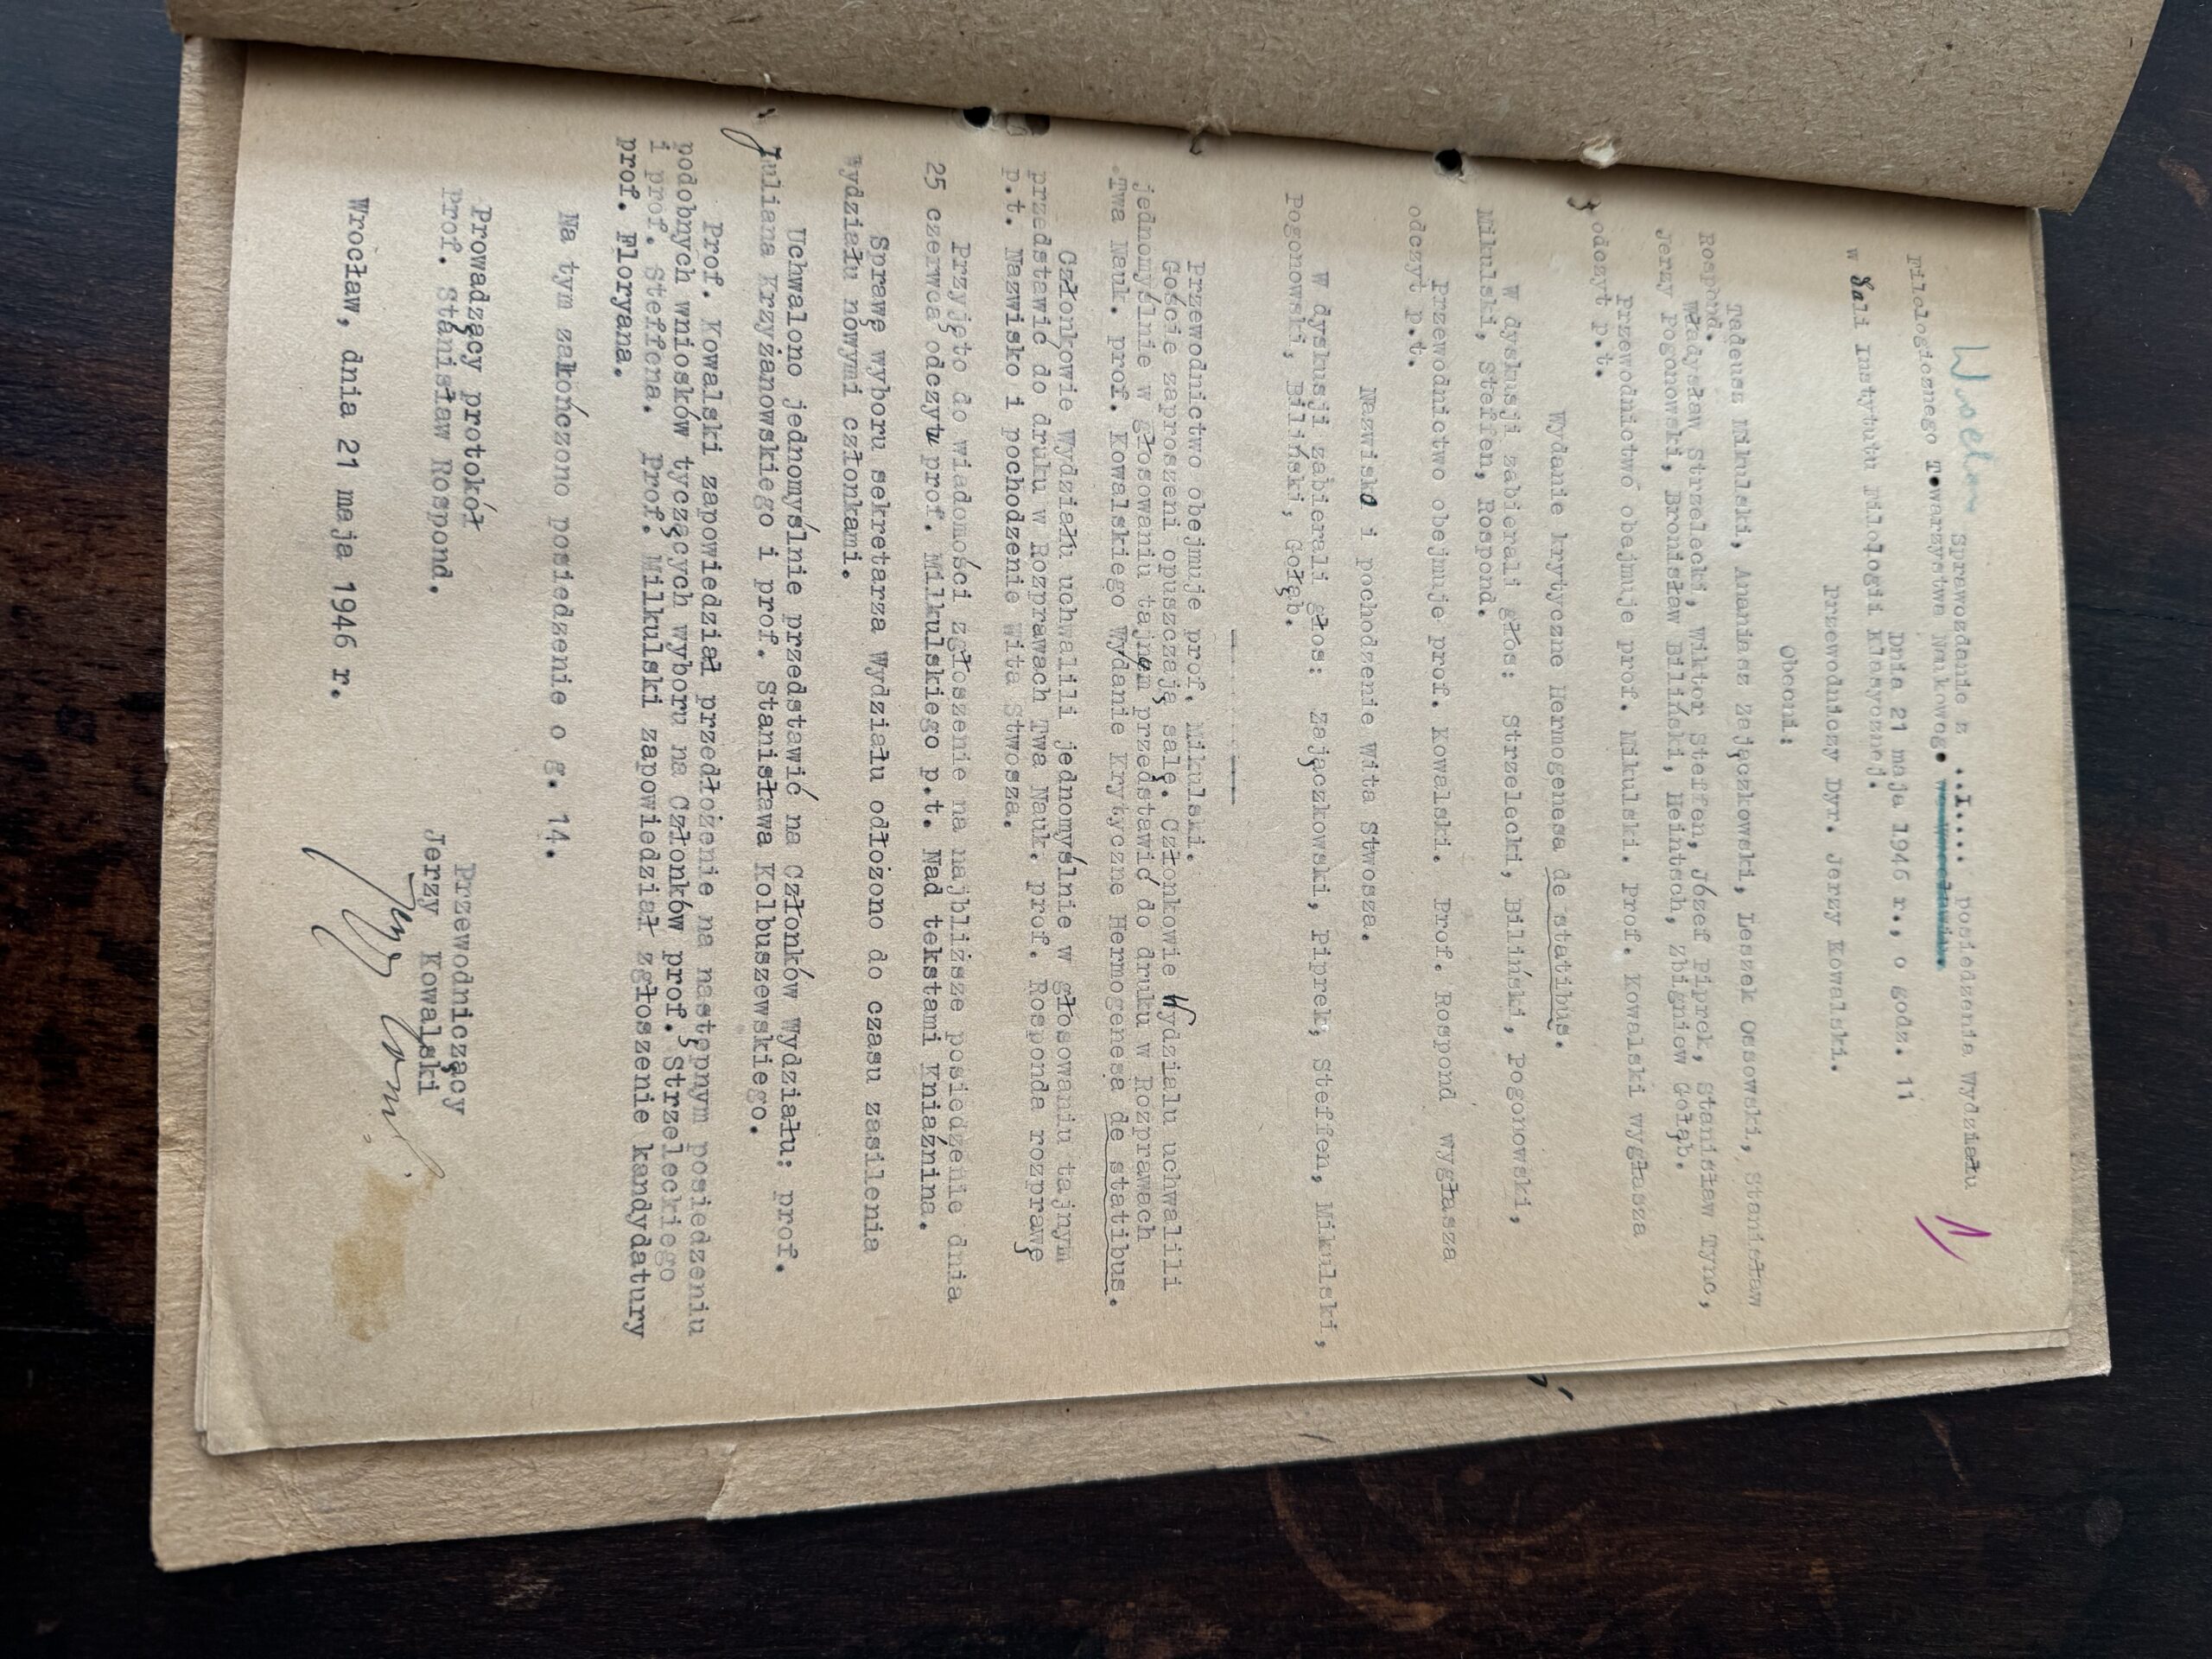 Sprawozdanie z ..I.... posiedzenia Wydziału
Filologicznego Towarzystwa Naukowego we Wrocławiu.
1
Dnia 21 maja 1946 r., o godz. 11
w Sali Instytutu Filologii Klasycznej.
Przewodniczy Dyr. Jerzy Kowalski.
Obecni:
Tadeusz Mikulski, Ananiasz Zajączkowski, Leszek Ossowski, Stanisław
Rospond.
Władysław Strzelecki, Wiktor Steffen, Józef Piprek, Stanisław Tync,
Jerzy Pogonowski, Bronisław Biliński, Heintsch, Zbigniew Gołąb.
Przewodnictwo obejmuje prof. Mikulski. Prof. Kowalski wygłasza
odczyt p.t.
Wydanie krytyczne Hermogenesa de statibus.
W dyskusji zabierali głos: Strzelecki, Biliński, Pogonowski,
Mikulski, Steffen, Rospond.
Przewodnictwo obejmuje prof. Kowalski. Prof. Rospond wygłasza
odczyt p.t.
Nazwisko i pochodzenie Wita Stwosza.
W dyskusji zabierali głos: Zajączkowski, Piprek, Steffen, Mikulski,
Pogonowski, Biliński, Gołąb.
Przewodnictwo obejmuje prof. Mikulski.
Goście zaproszeni opuszczają salę. Członkowie Wydziału uchwalili
jednomyślnie w głosowaniu tajnym przedstawić do druku w Rozprawach
Twa Nauk. prof. Kowalskiego Wydanie Krytyczne Hermogenesa de statibus.
Członkowie Wydziału uchwalili jednomyślnie w głosowaniu tajnym
przedstawić do druku w Rozprawach Twa Nauk. prof. Rosponda rozprawę
p.t. Nazwisko i pochodzenie Wita Stwosza.
Przyjęto do wiadomości zgłoszenie na najbliższe posiedzenie dnia
25 czerwca odczytu prof. Milkulskiego p.t. Nad tekstami Kniaźnina.
Sprawę wyboru sekretarza Wydziału odłożono do czasu zasilenia
Wydziału nowymi członkami.
Uchwalono jednomyślnie przedstawić na Członków Wydziału: prof.
Juliana Krzyżanowskiego i prof. Stanisława Kolbuszewskiego.
Prof. Kowalski zapowiedział przedłożenie na następnym posiedzeniu
podobnych wniosków tyczących wyboru na Członków prof. Strzeleckiego
i prof. Steffena. Prof. Milkulski zapowiedział zgłoszenie kandydatury
prof. Floryana.
Na tym zakończono posiedzenie o g. 14.
Prowadzący protokół
Prof. Stanisław Rospond.
Przewodniczący
Jerzy Kowalski
Wrocław, dnia 21 maja 1946 r.